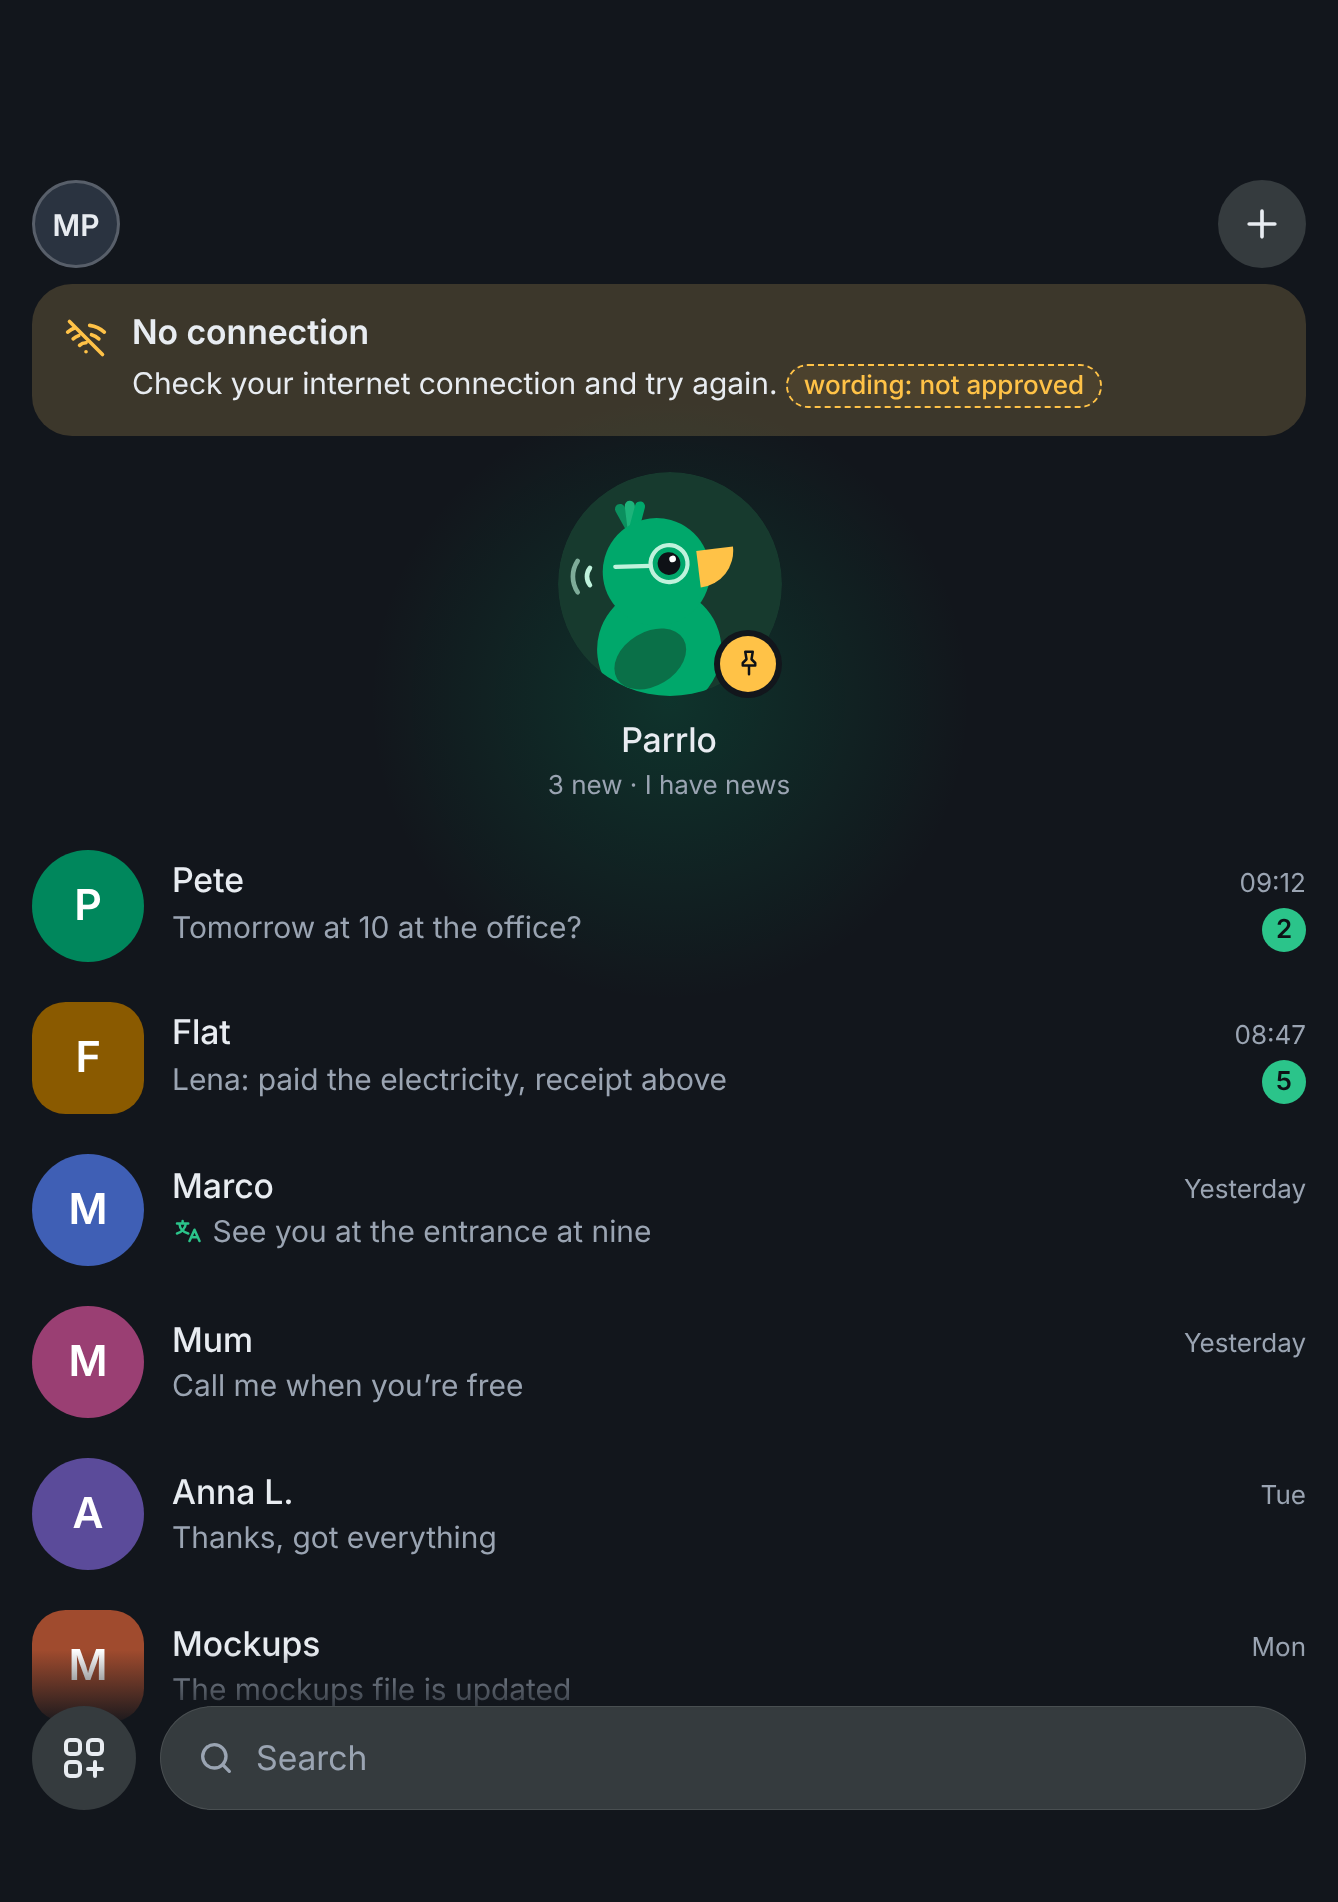 MP
No connection
Check your internet connection and try again. wording: not approved
Parrlo
3 new · I have news
P
Pete
09:12
Tomorrow at 10 at the office?
2
F
Flat
08:47
Lena: paid the electricity, receipt above
5
M
Marco
Yesterday
See you at the entrance at nine
M
Mum
Yesterday
Call me when you’re free
A
Anna L.
Tue
Thanks, got everything
M
Mockups
Mon
The mockups file is updated
Search